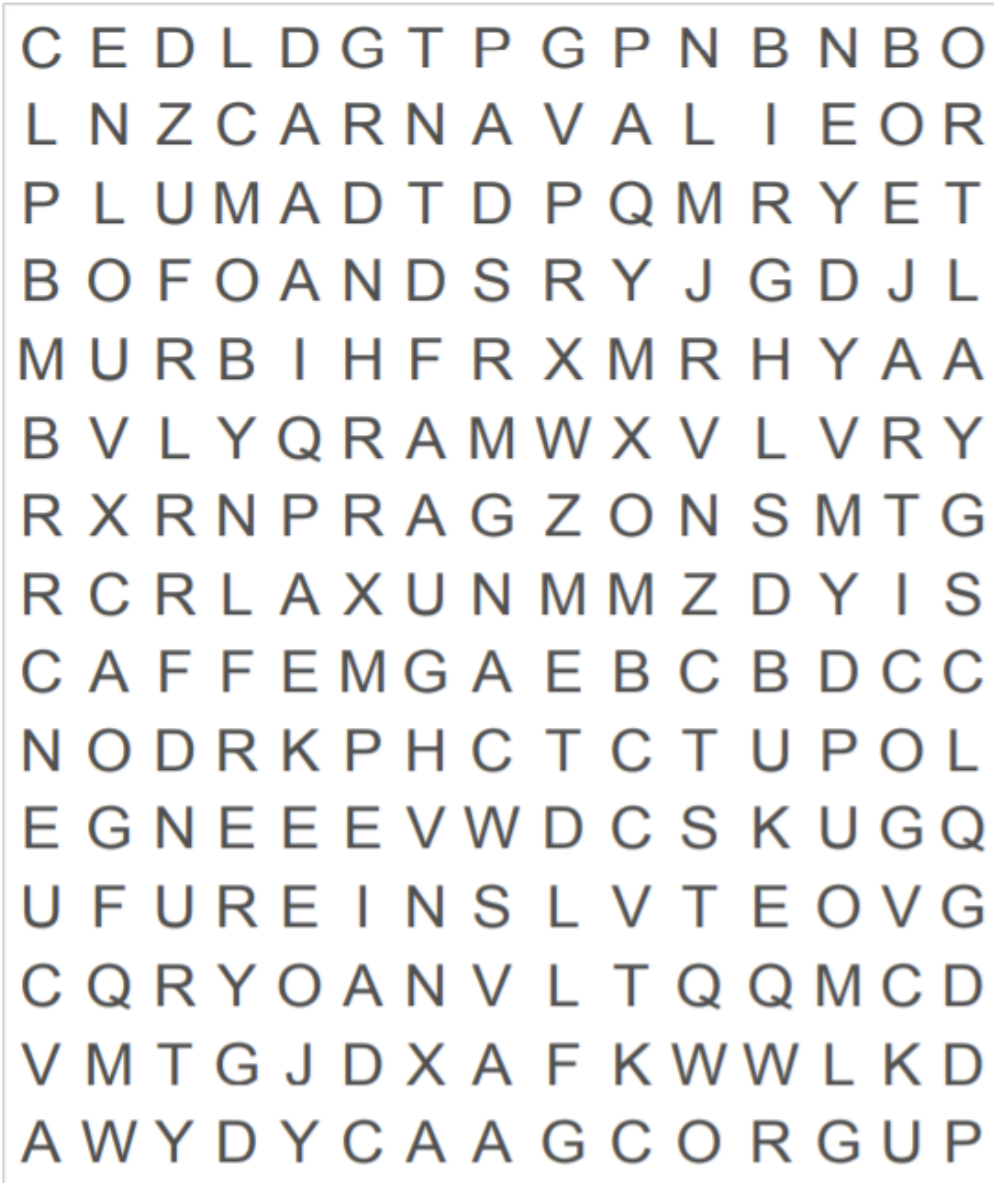 C E D L D G T P G P N B N B O
L N Z C A R N A V A L I E O R
P L U M A D T D P Q M R Y E T
B O F O A N D S R Y J G D J L
M U R B I H F R X M R H Y A A
B V L Y Q R A M W X V L V R Y
R X R N P R A G Z O N S M T G
R C R L A X U N M M Z D Y I S
C A F F E M G A E B C B D C C
N O D R K P H C T C T U P O L
E G N E E E V W D C S K U G Q
U F U R E I N S L V T E O V G
C Q R Y O A N V L T Q Q M C D
V M T G J D X A F K W W L K D
A W Y D Y C A A G C O R G U P